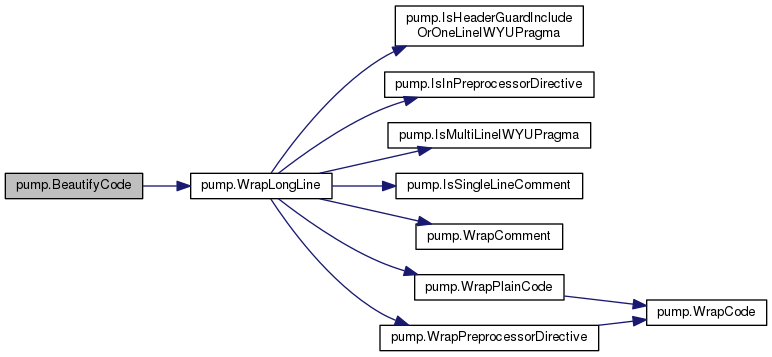 pump.BeautifyCode
pump.WrapLongLine
pump.IsHeaderGuardInclude
OrOneLineIWYUPragma
pump.IsInPreprocessorDirective
pump.IsMultiLineIWYUPragma
pump.IsSingleLineComment
pump.WrapComment
pump.WrapPlainCode
pump.WrapPreprocessorDirective
pump.WrapCode